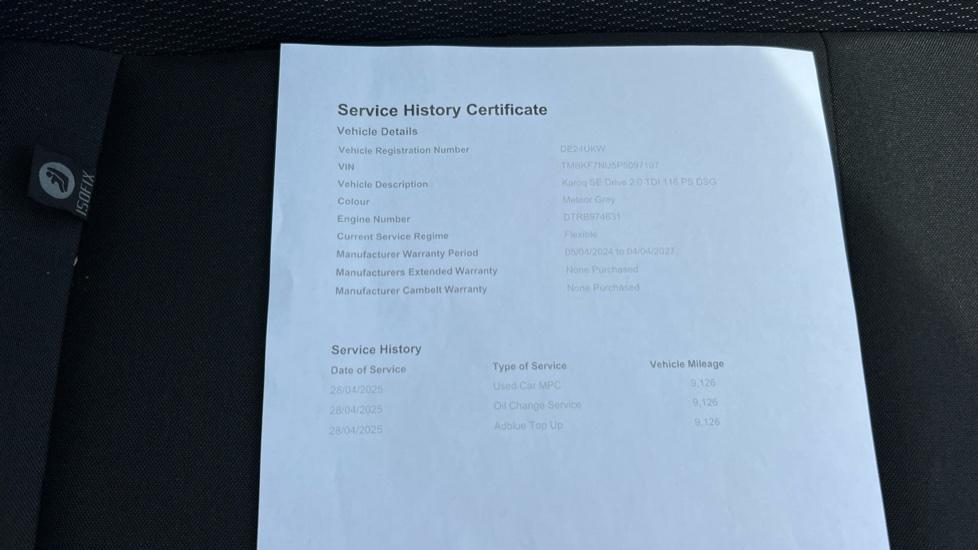 Service History Certificate
Vehicle Details
Vehicle Registration Number DE24UKW
VIN TMBKF7NU5P5097107
Vehicle Description Karoq SE Drive 2.0 TDI 116 PS DSG
Colour Meteor Grey
Engine Number DTRB974631
Current Service Regime Flexible
Manufacturer Warranty Period 05/04/2024 to 04/04/2027
Manufacturers Extended Warranty None Purchased
Manufacturer Cambelt Warranty None Purchased
Service History
Date of Service Type of Service Vehicle Mileage
28/04/2025 Used Car MPC 9,126
28/04/2025 Oil Change Service 9,126
28/04/2025 Adblue Top Up 9,126
ISOFIX